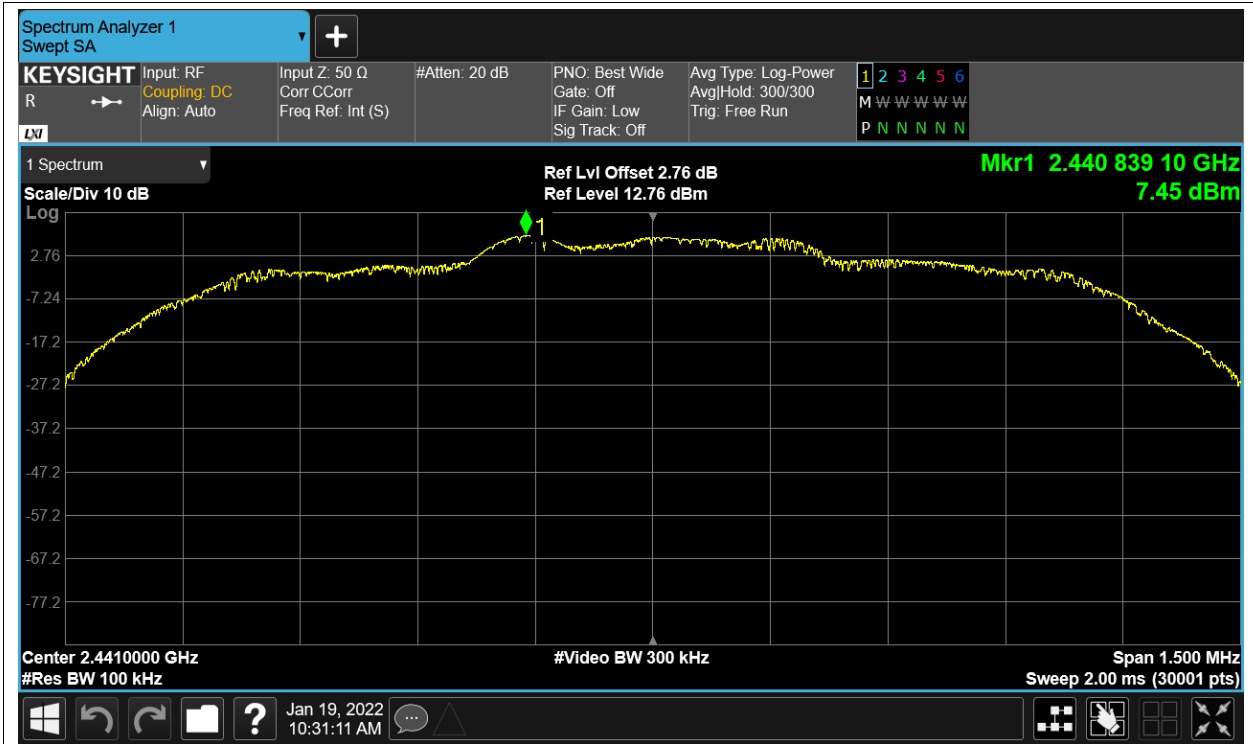 Spectrum Analyzer 1
Swept SA
+
KEYSIGHT
R
LXI
Input: RF
Coupling: DC
Align: Auto
Input Z: 50 Ω
Corr CCorr
Freq Ref: Int (S)
#Atten: 20 dB
PNO: Best Wide
Gate: Off
IF Gain: Low
Sig Track: Off
Avg Type: Log-Power
Avg|Hold: 300/300
Trig: Free Run
1 2 3 4 5 6
M W W W W W
P N N N N N
1 Spectrum
Scale/Div 10 dB
Ref Lvl Offset 2.76 dB
Ref Level 12.76 dBm
Mkr1 2.440 839 10 GHz
7.45 dBm
Log
1
2.76
-7.24
-17.2
-27.2
-37.2
-47.2
-57.2
-67.2
-77.2
Center 2.4410000 GHz
#Video BW 300 kHz
Span 1.500 MHz
#Res BW 100 kHz
Sweep 2.00 ms (30001 pts)
?
Jan 19, 2022
10:31:11 AM